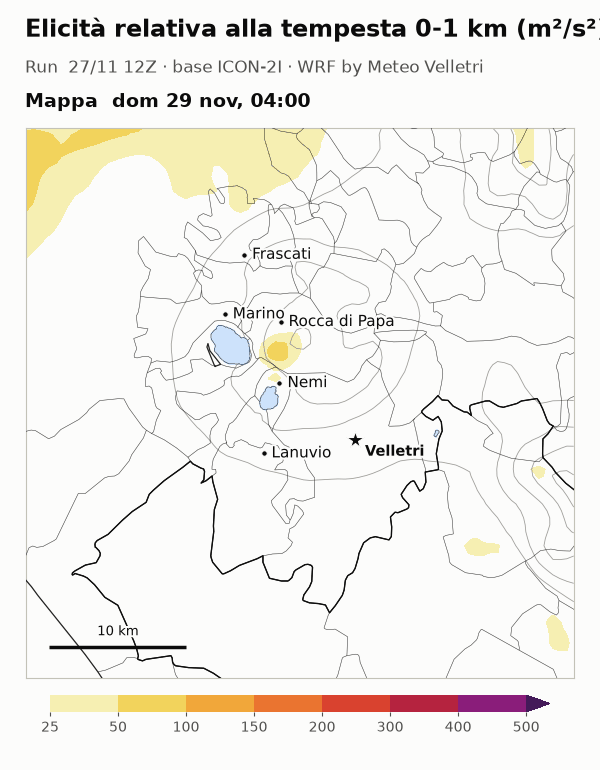 Elicità relativa alla tempesta 0-1 km (m²/s²)
Run 27/11 12Z · base ICON-2I · WRF by Meteo Velletri
Mappa dom 29 nov, 04:00
Frascati
Marino
Rocca di Papa
Nemi
Velletri
Lanuvio
10 km
25 50 100 150 200 300 400 500